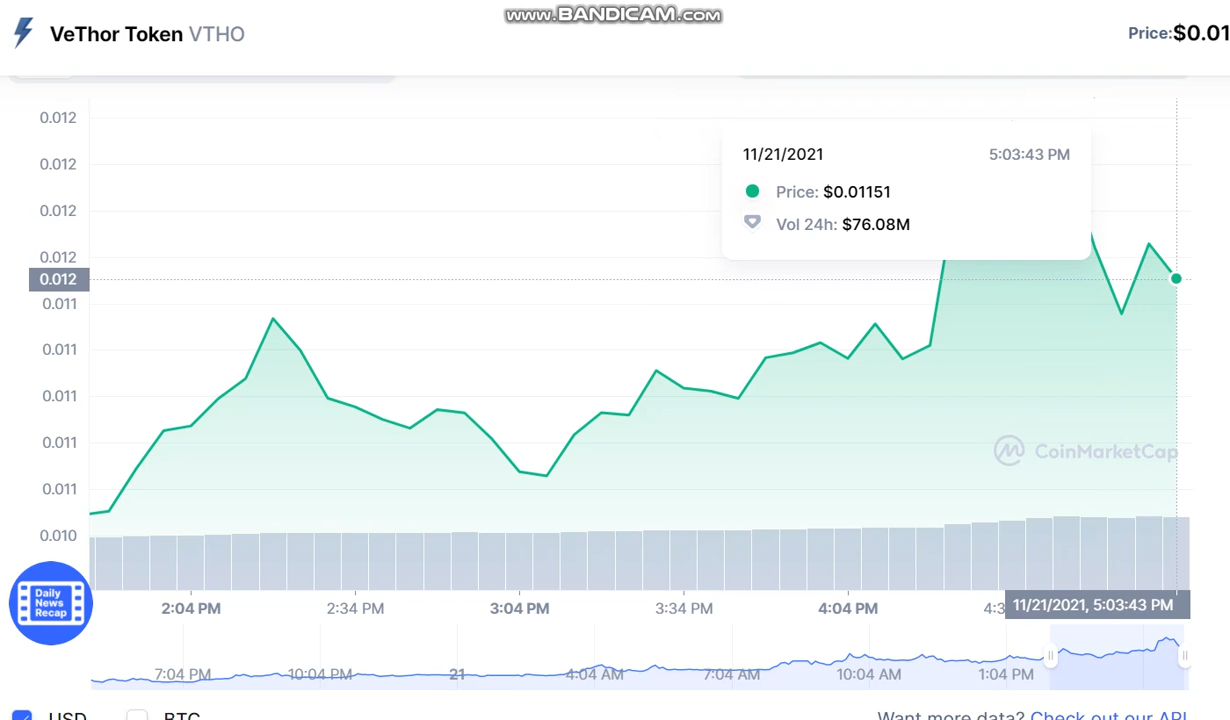 www.BANDICAM.com
VeThor Token VTHO
Price:$0.01
0.012
0.012
11/21/2021 5:03:43 PM
Price: $0.01151
0.012
Vol 24h: $76.08M
0.012
0.012
0.011
0.011
0.011
0.011
CoinMarketCap
0.011
0.010
Daily
News
Recap
2:04 PM 2:34 PM 3:04 PM 3:34 PM 4:04 PM 4:3 11/21/2021, 5:03:43 PM
7:04 PM 10:04 PM 21 4:04 AM 7:04 AM 10:04 AM 1:04 PM
USD BTC Want more data? Check out our API